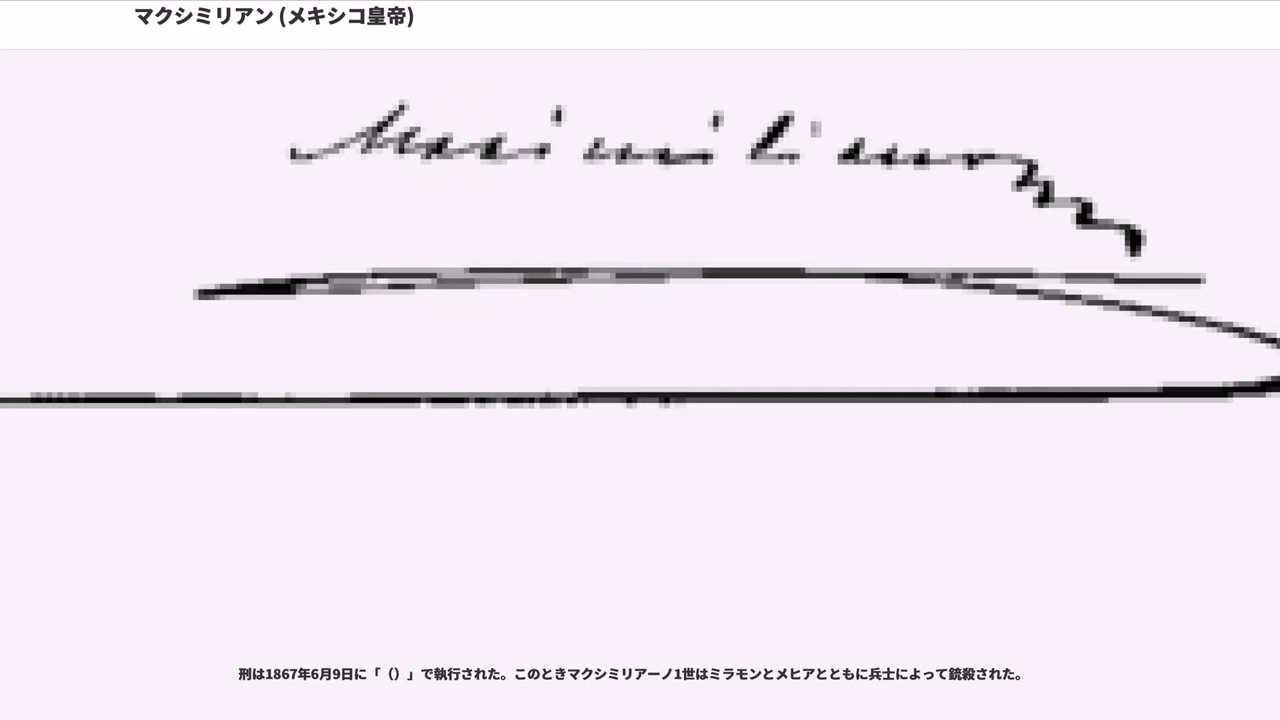 マクシミリアン (メキシコ皇帝)
Maximiliano
刑は1867年6月9日に「（）」で執行された。このときマクシミリアーノ1世はミラモンとメヒアとともに兵士によって銃殺された。